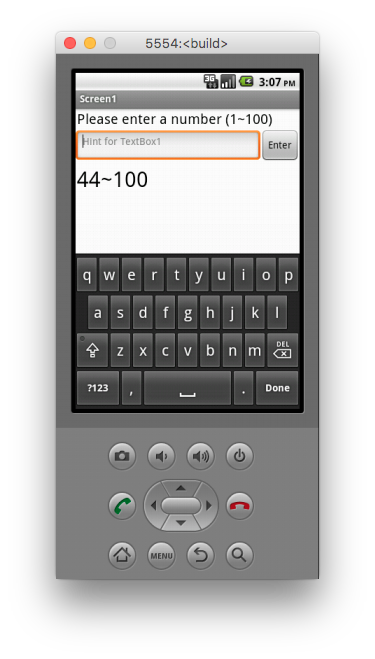 5554:<build>
3G 3:07 PM
Screen1
Please enter a number (1~100)
Hint for TextBox1 Enter
44~100
q w e r t y u i o p
a s d f g h j k l
z x c v b n m DEL
?123 , . Done
MENU